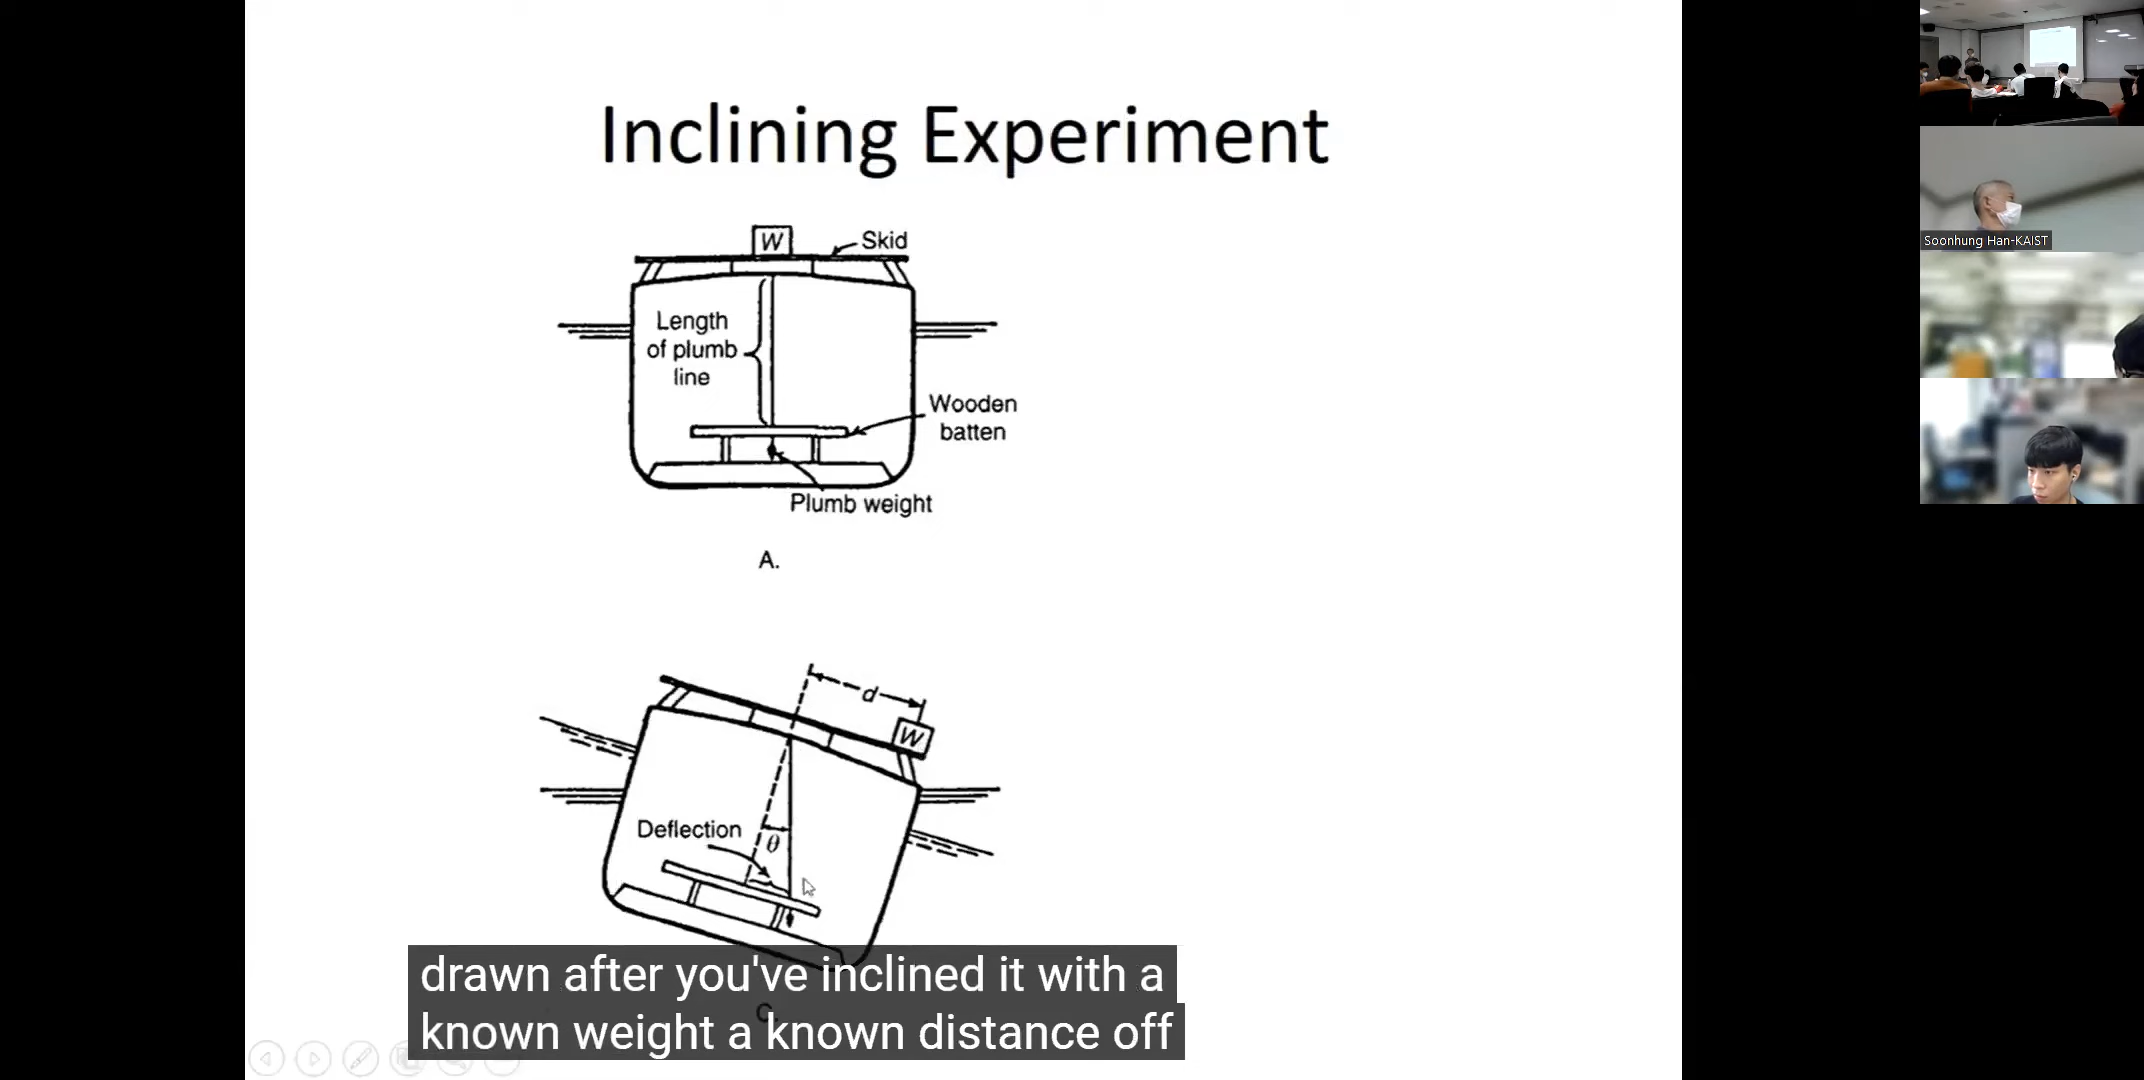 Inclining Experiment
W
Skid
Length
of plumb
line
Wooden
batten
Plumb weight
A.
d
W
Deflection
θ
drawn after you've inclined it with a
known weight a known distance off
C.
Soonhung Han-KAIST